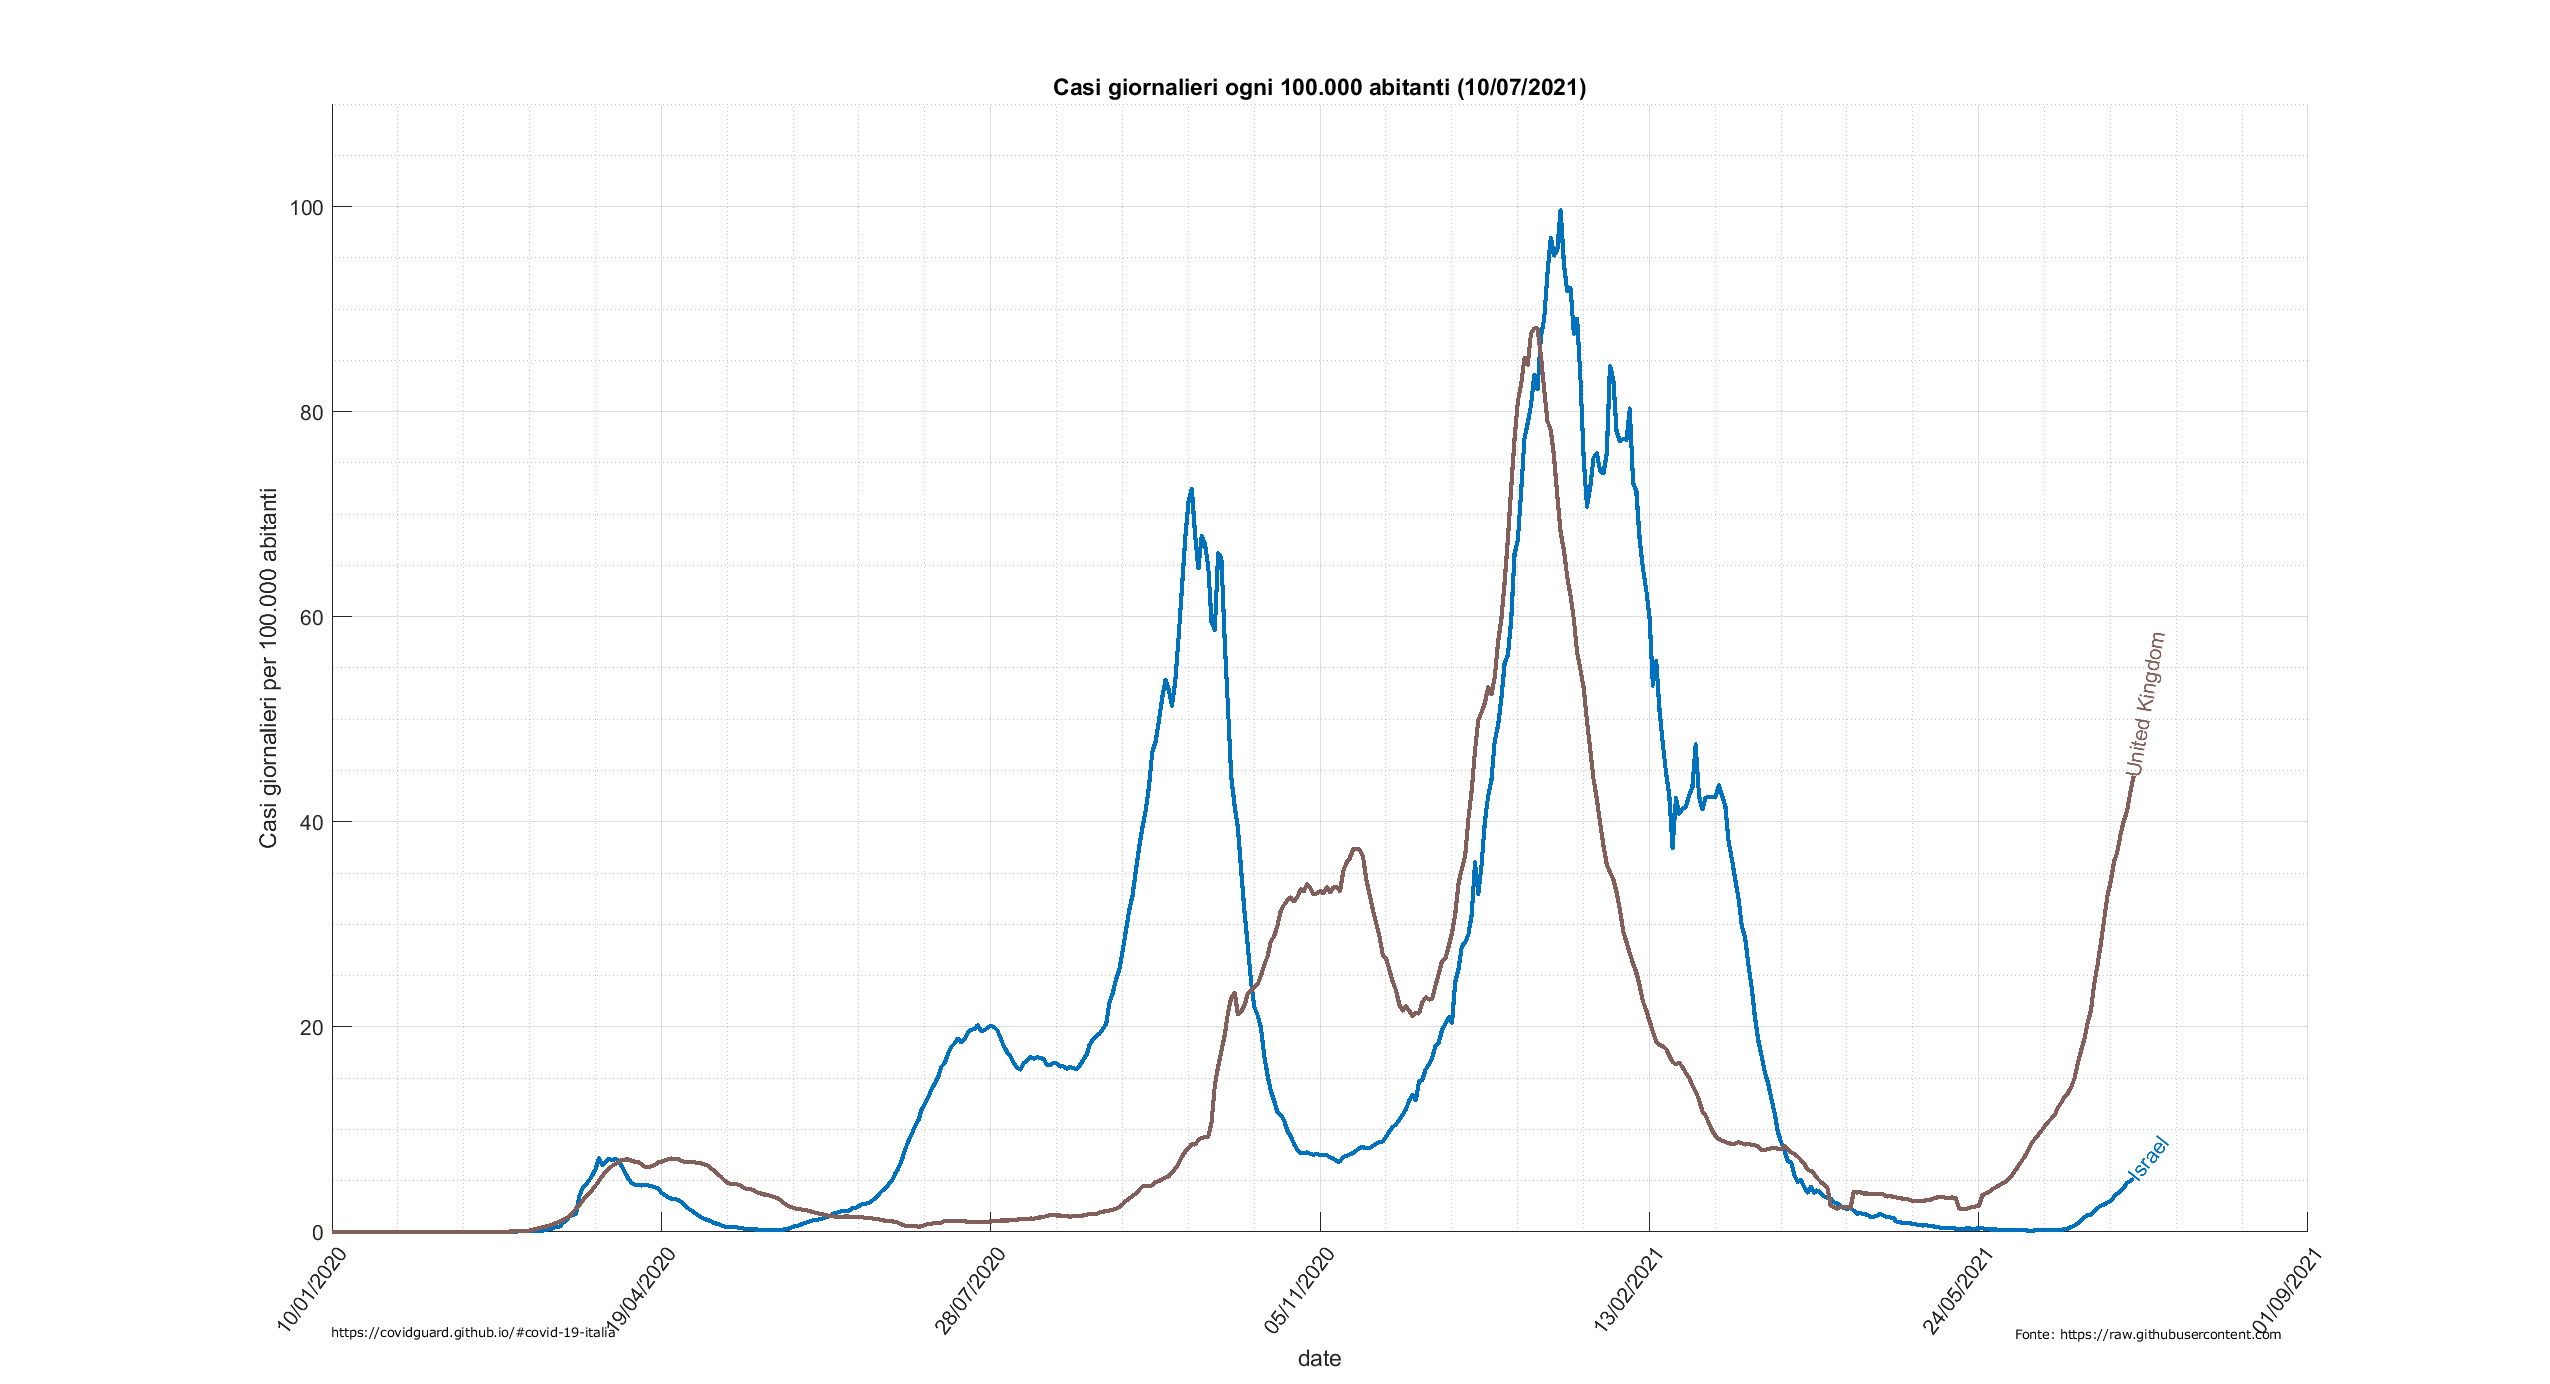 Casi giornalieri ogni 100.000 abitanti (10/07/2021)
Casi giornalieri per 100.000 abitanti
100
80
60
40
20
0
United Kingdom
Israel
10/01/2020
19/04/2020
28/07/2020
05/11/2020
13/02/2021
24/05/2021
01/09/2021
https://covidguard.github.io/#covid-19-italia
Fonte: https://raw.githubusercontent.com
date